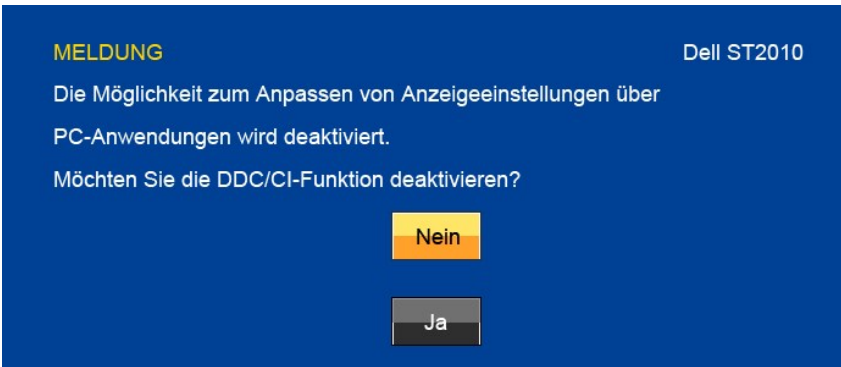 MELDUNG Dell ST2010
Die Möglichkeit zum Anpassen von Anzeigeeinstellungen über
PC-Anwendungen wird deaktiviert.
Möchten Sie die DDC/CI-Funktion deaktivieren?
Nein
Ja